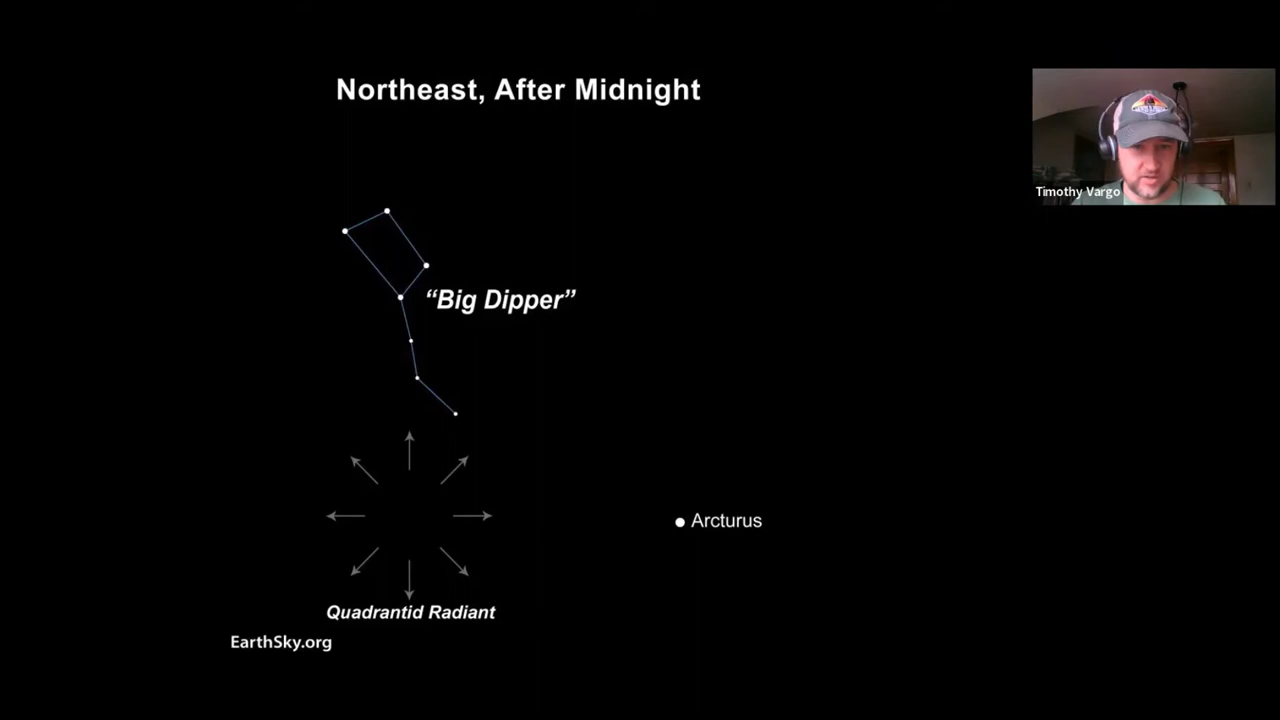 Northeast, After Midnight
Timothy Vargo
“Big Dipper”
Arcturus
Quadrantid Radiant
EarthSky.org